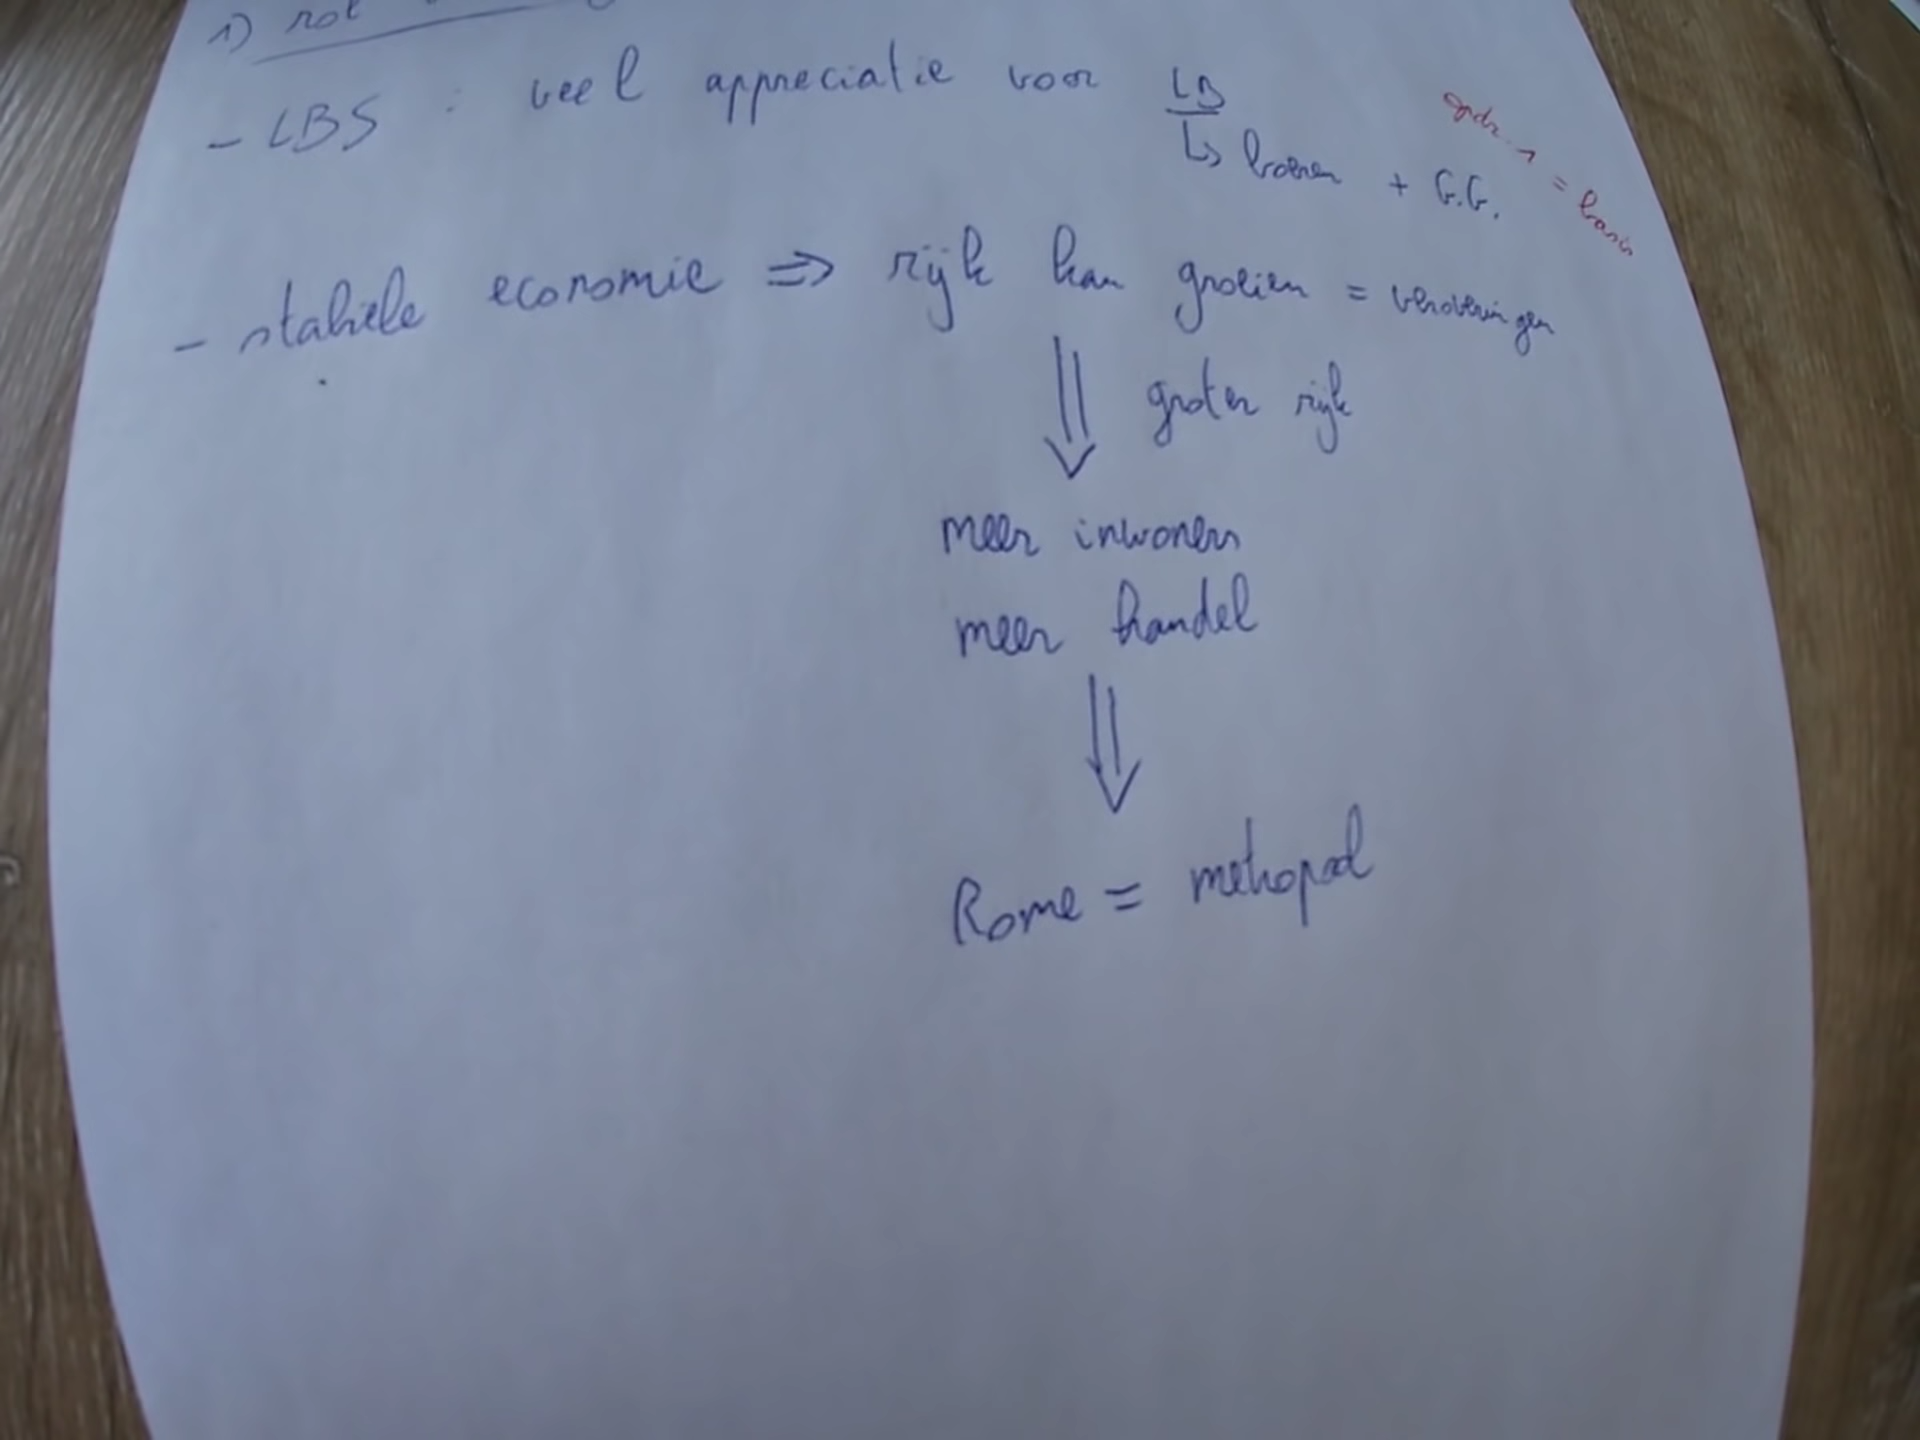 1) rol
- LBS : veel appreciatie voor LB
↳ boeren + G.G.
= basis
- stabiele economie ⇒ rijk kan groeien = veroveringen
⇓ groter rijk
meer inwoners
meer handel
⇓
Rome = metropool